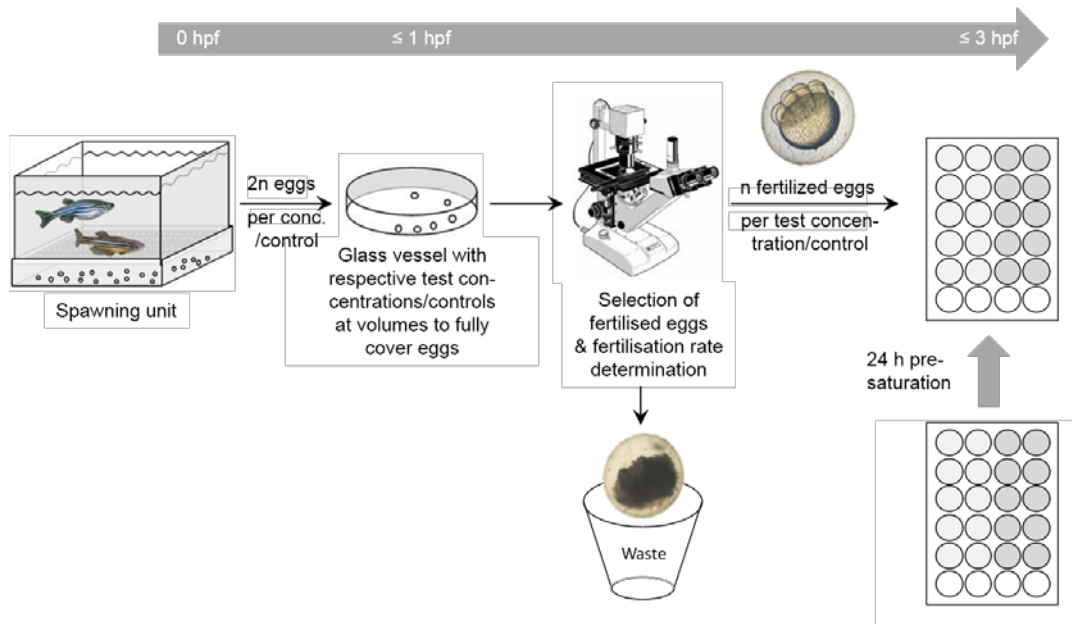 0 hpf
≤ 1 hpf
≤ 3 hpf
2n eggs
per conc.
/control
Spawning unit
Glass vessel with
respective test con-
centrations/controls
at volumes to fully
cover eggs
Selection of
fertilised eggs
& fertilisation rate
determination
n fertilized eggs
per test concen-
tration/control
24 h pre-
saturation
Waste